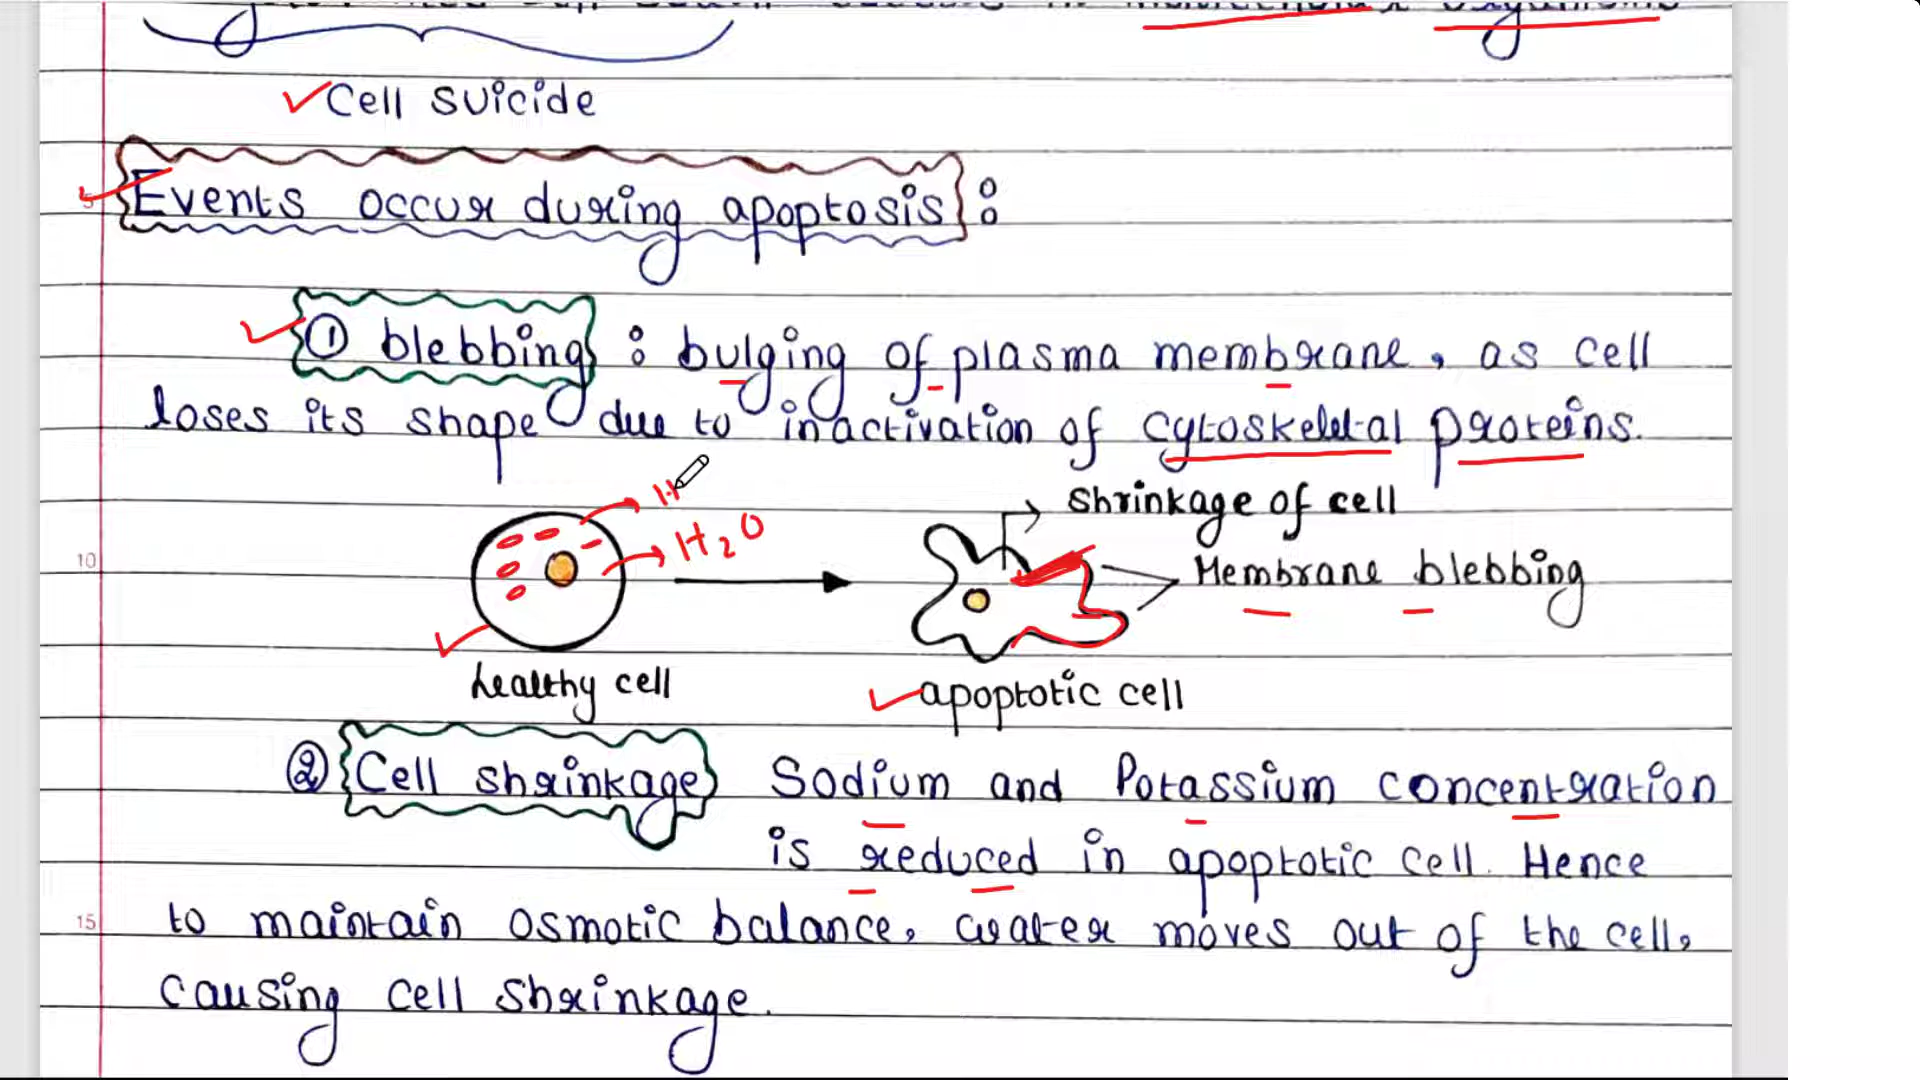 Cell suicide
Events occur during apoptosis :
① blebbing : bulging of plasma membrane, as cell
loses its shape due to inactivation of cytoskeletal proteins.
Shrinkage of cell
H2O
10
Membrane blebbing
healthy cell
apoptotic cell
② Cell shrinkage Sodium and Potassium concentration
is reduced in apoptotic cell. Hence
15
to maintain osmotic balance, water moves out of the cell,
causing cell shrinkage.